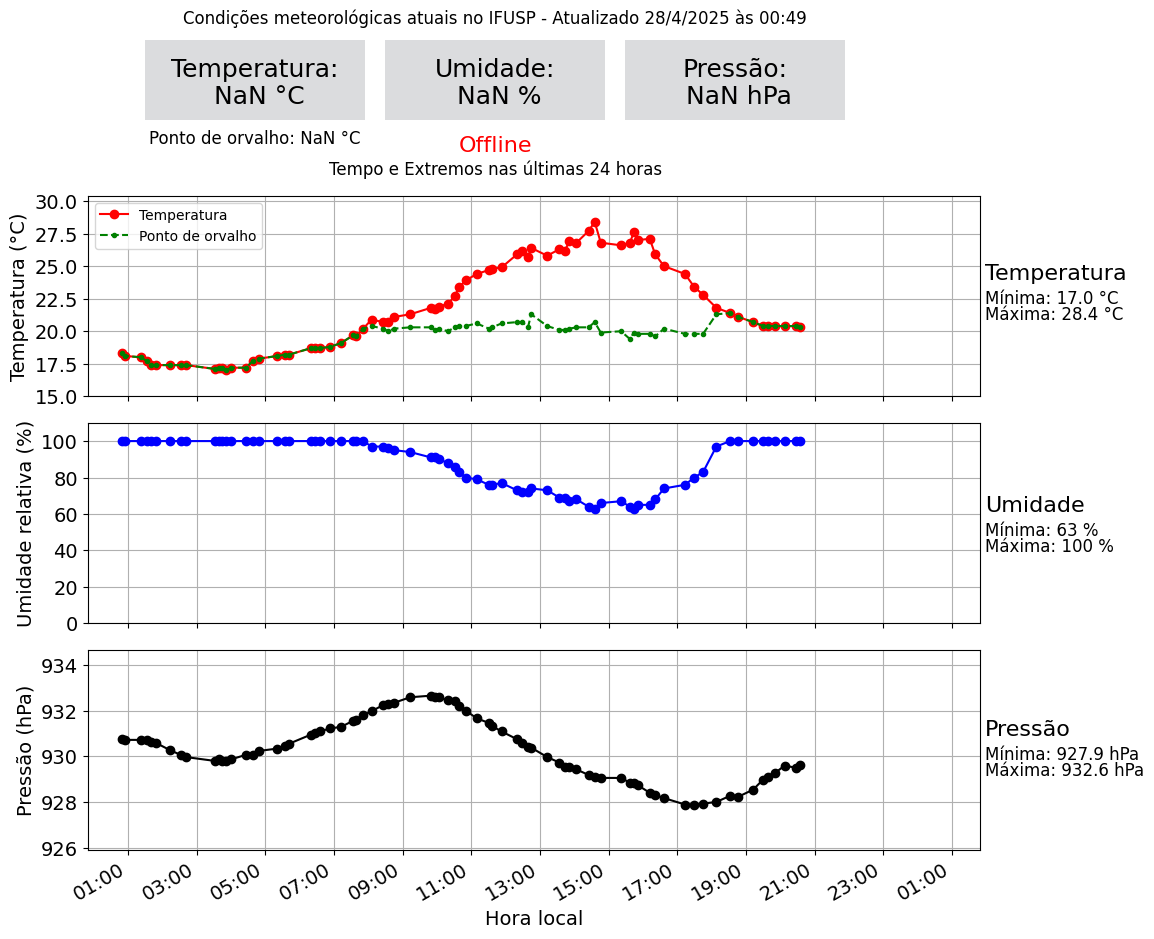 Condições meteorológicas atuais no IFUSP - Atualizado 28/4/2025 às 00:49
Temperatura:
NaN °C
Umidade:
NaN %
Pressão:
NaN hPa
Ponto de orvalho: NaN °C
Offline
Tempo e Extremos nas últimas 24 horas
Temperatura (°C)
30.0
27.5
25.0
22.5
20.0
17.5
15.0
Temperatura
Ponto de orvalho
Temperatura
Mínima: 17.0 °C
Máxima: 28.4 °C
Umidade relativa (%)
100
80
60
40
20
0
Umidade
Mínima: 63 %
Máxima: 100 %
Pressão (hPa)
934
932
930
928
926
Pressão
Mínima: 927.9 hPa
Máxima: 932.6 hPa
01:00
03:00
05:00
07:00
09:00
11:00
13:00
15:00
17:00
19:00
21:00
23:00
01:00
Hora local